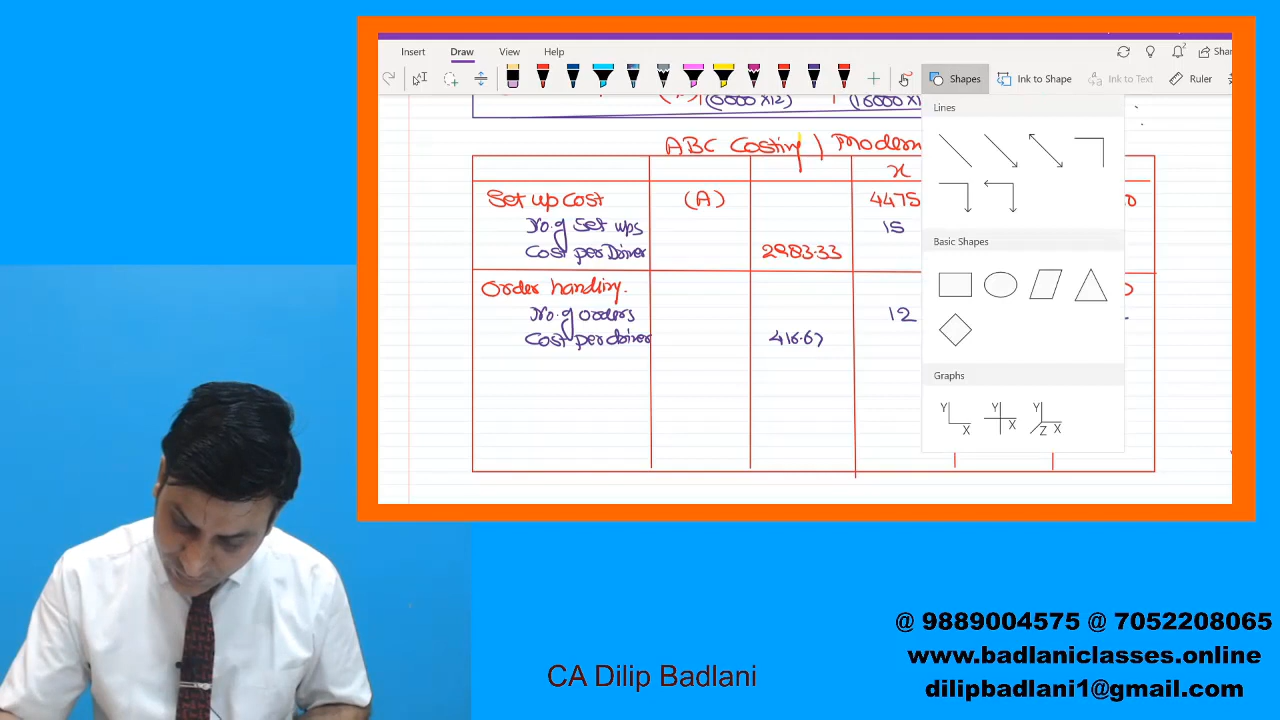 Insert Draw View Help Shar
Shapes Ink to Shape Ink to Text Ruler
(6000 X12) (16000 X1
Lines
ABC Costing | Modern
x
Set up Cost (A) 4475
No. of Set ups 15
Cost per Driver 2983.33
Basic Shapes
Order handling.
No. of orders 12
Cost per driver 416.67
Graphs
Y X Y X Y Z X
@ 9889004575 @ 7052208065
www.badlaniclasses.online
CA Dilip Badlani
dilipbadlani1@gmail.com